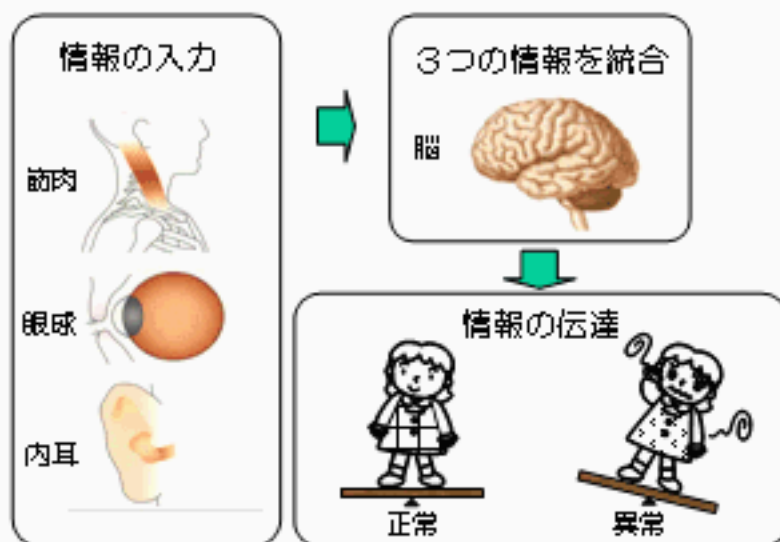 情報の入力
筋肉
眼球
内耳
３つの情報を統合
脳
情報の伝達
正常
異常